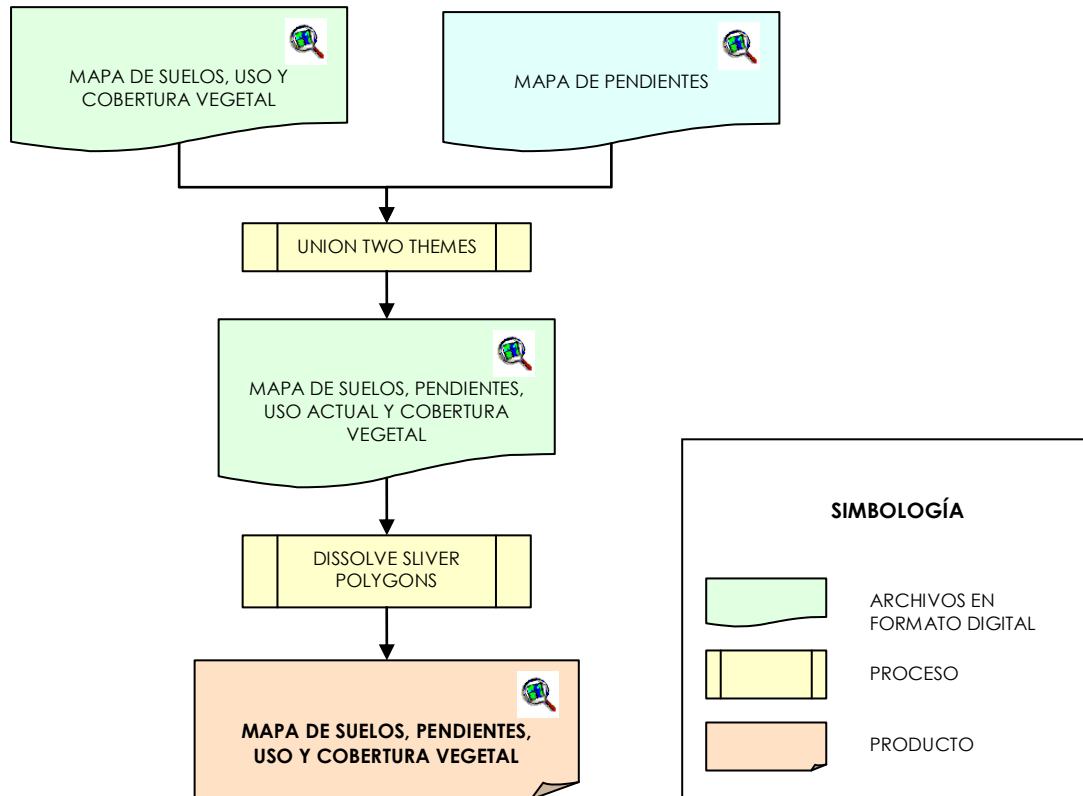 MAPA DE SUELOS, USO Y
COBERTURA VEGETAL
MAPA DE PENDIENTES
UNION TWO THEMES
MAPA DE SUELOS, PENDIENTES,
USO ACTUAL Y COBERTURA
VEGETAL
DISSOLVE SLIVER
POLYGONS
MAPA DE SUELOS, PENDIENTES,
USO Y COBERTURA VEGETAL
SIMBOLOGÍA
ARCHIVOS EN
FORMATO DIGITAL
PROCESO
PRODUCTO